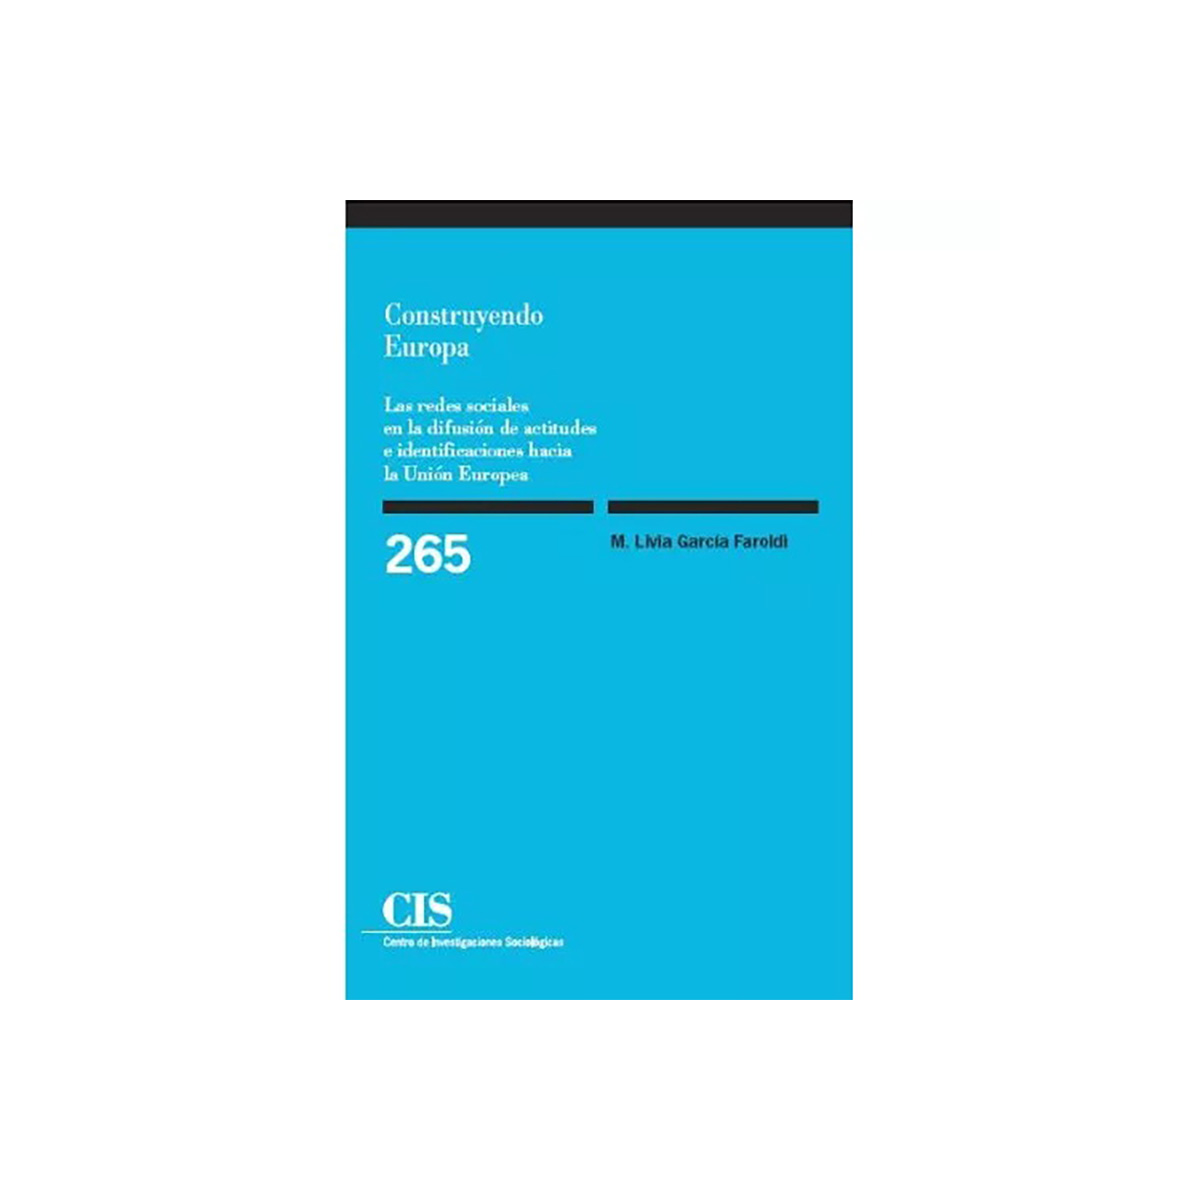 Construyendo
Europa
Las redes sociales
en la difusión de actitudes
e identificaciones hacia
la Unión Europea
265
M. Livia García Faroldi
CIS
Centro de Investigaciones Sociológicas